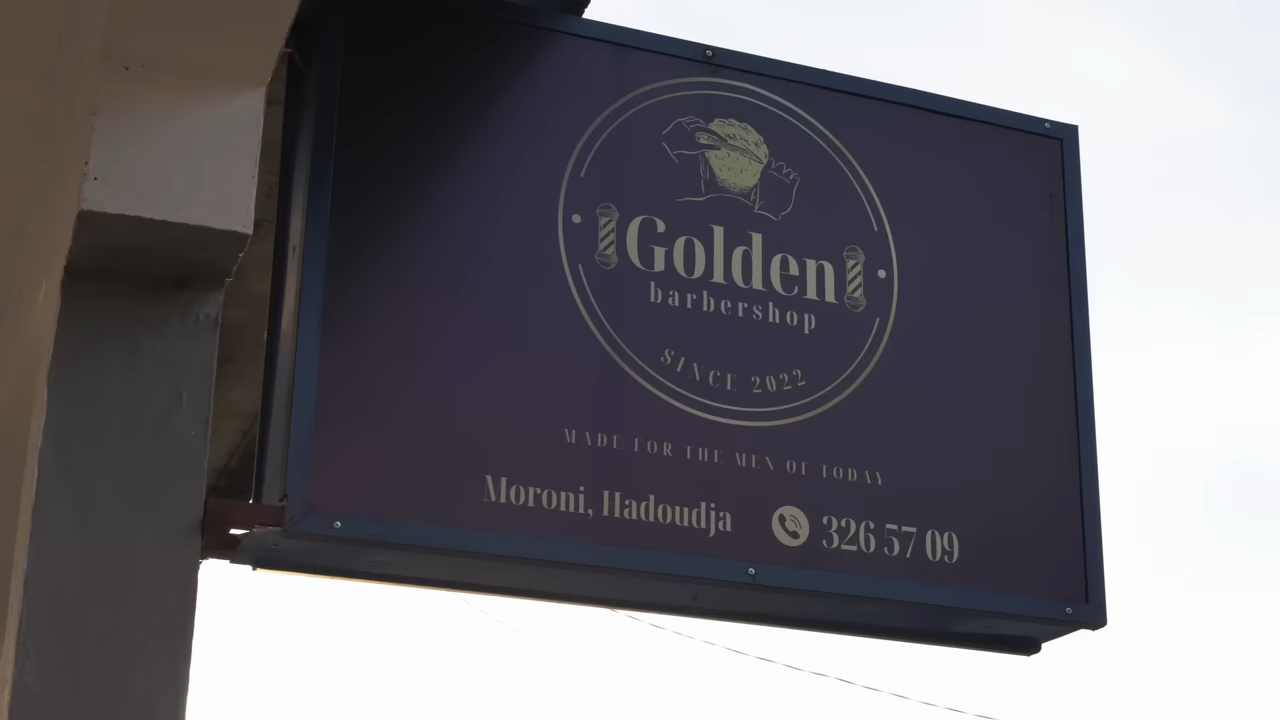 Golden
barbershop
SINCE 2022
MADE FOR THE MEN OF TODAY
Moroni, Hadoudja
326 57 09